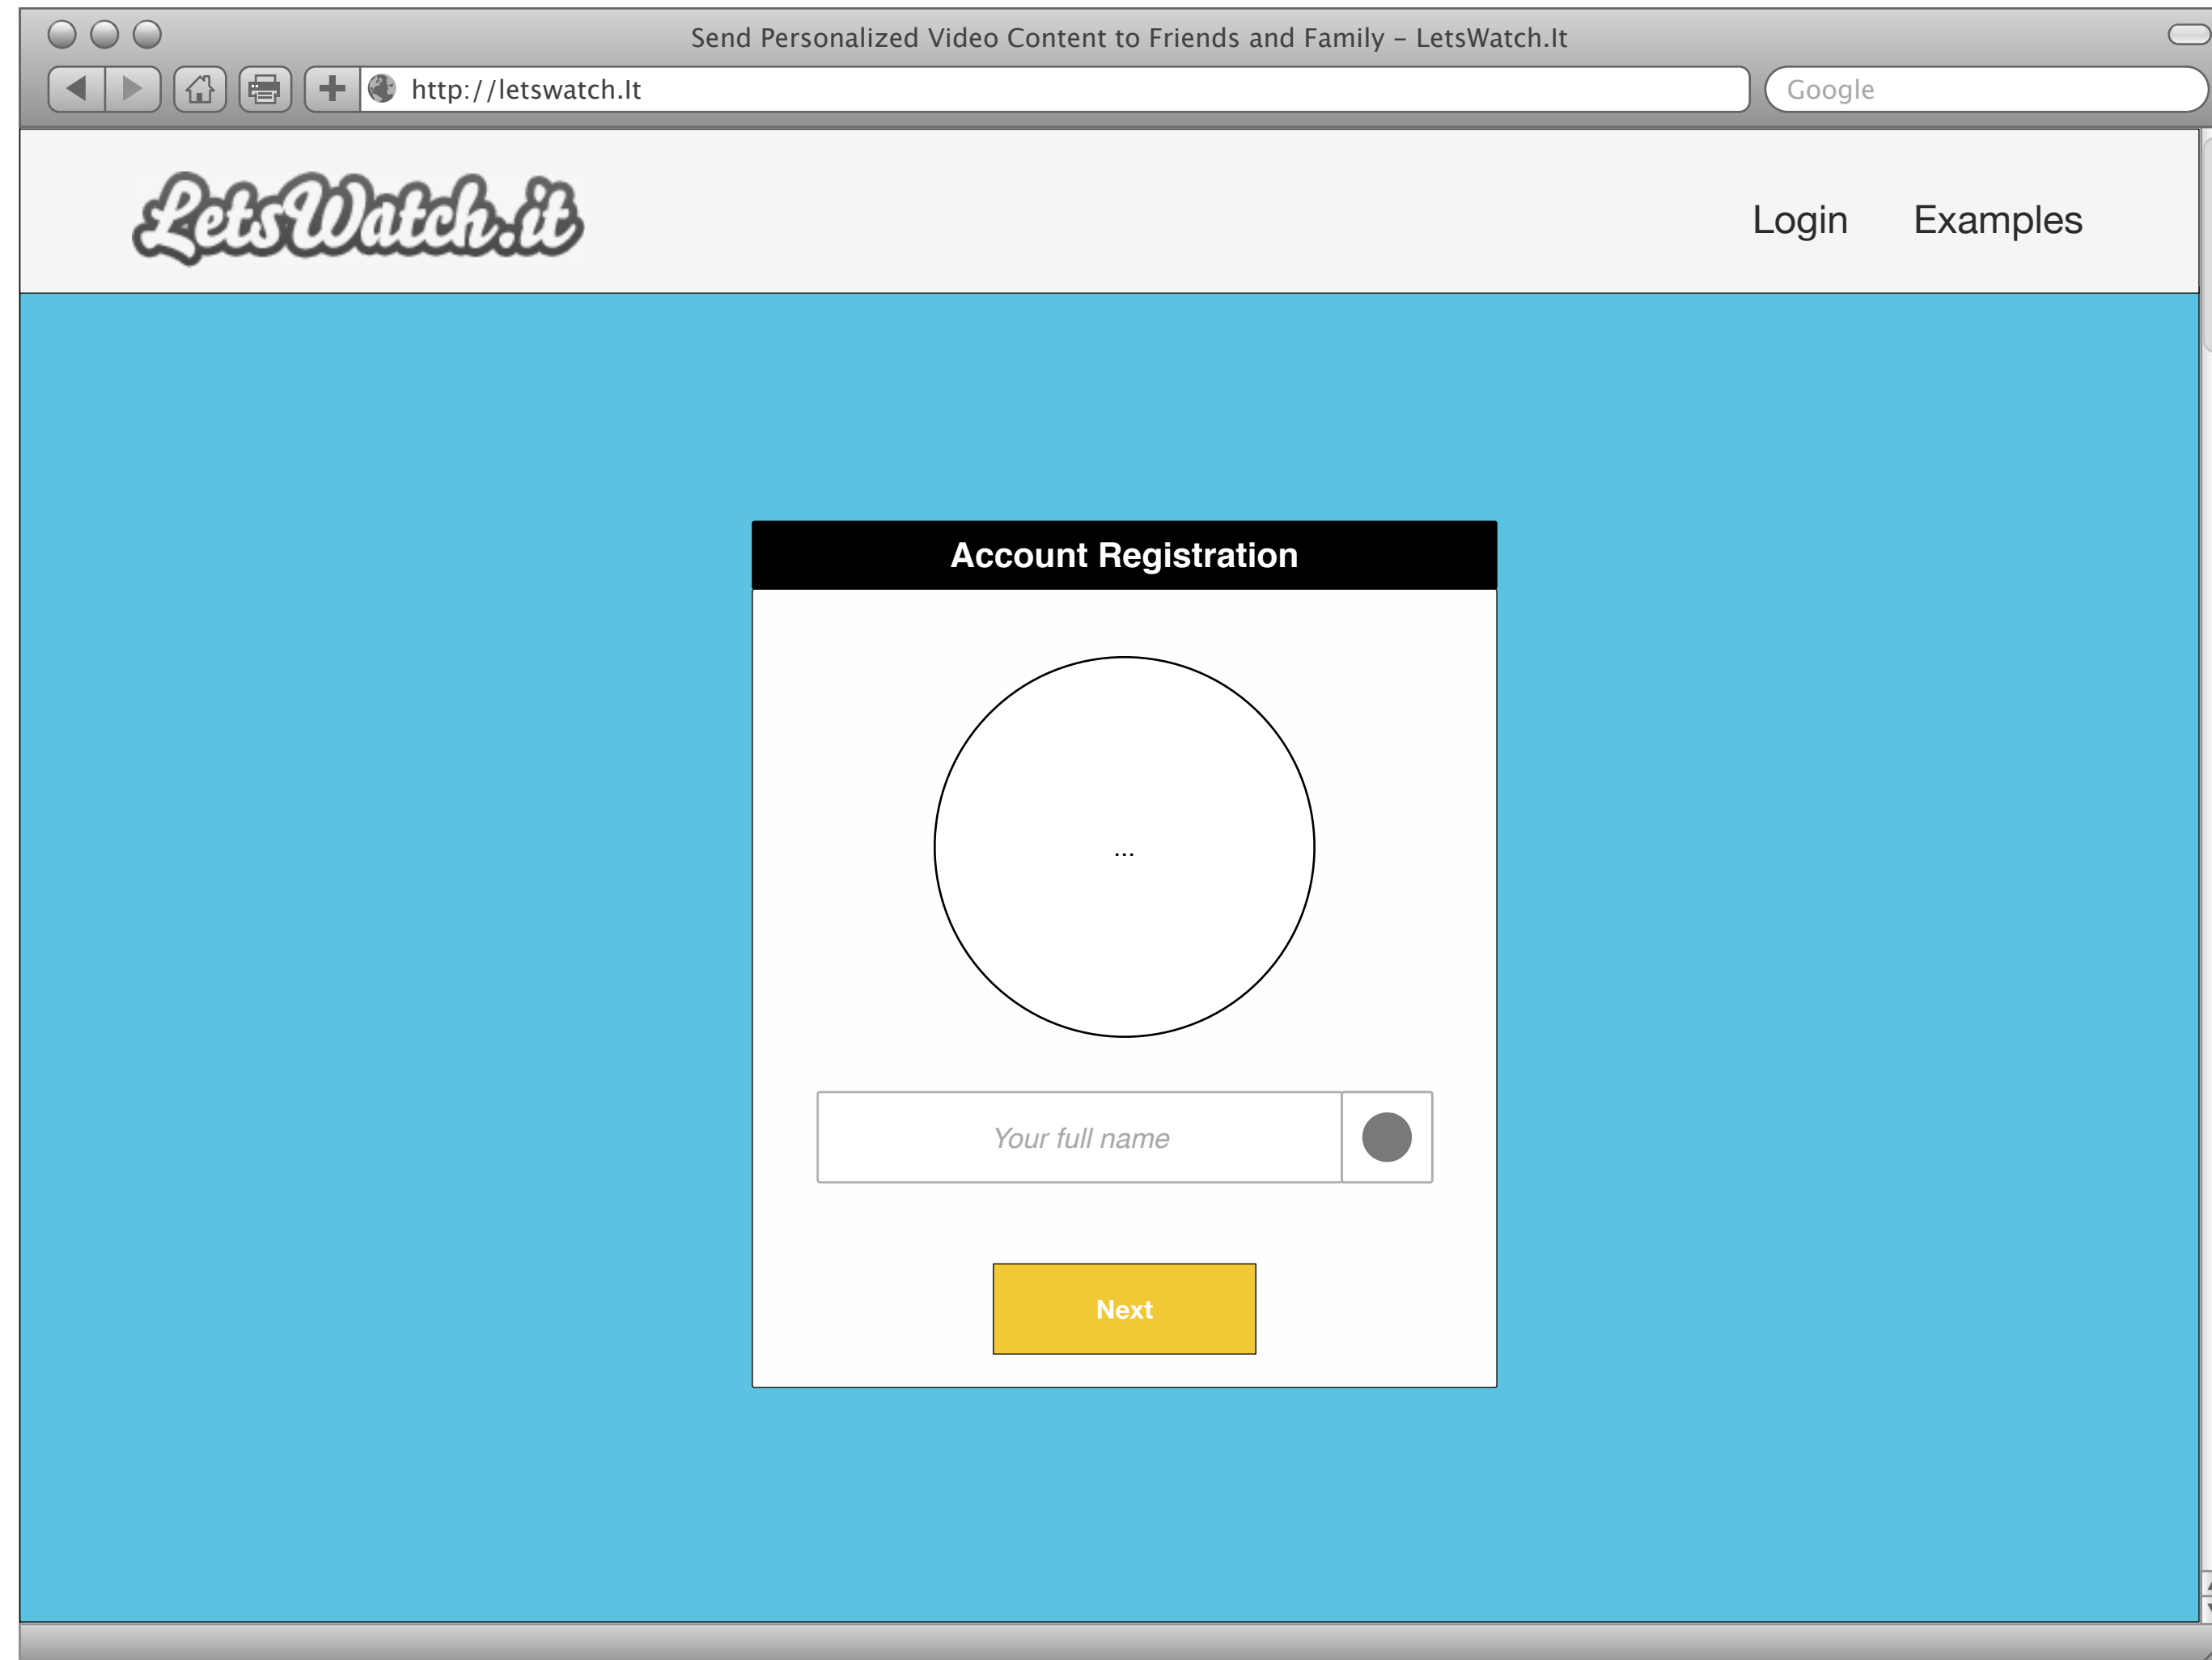 Send Personalized Video Content to Friends and Family – LetsWatch.It
http://letswatch.It
Google
LetsWatch.it
Login Examples
Account Registration
...
Your full name
Next